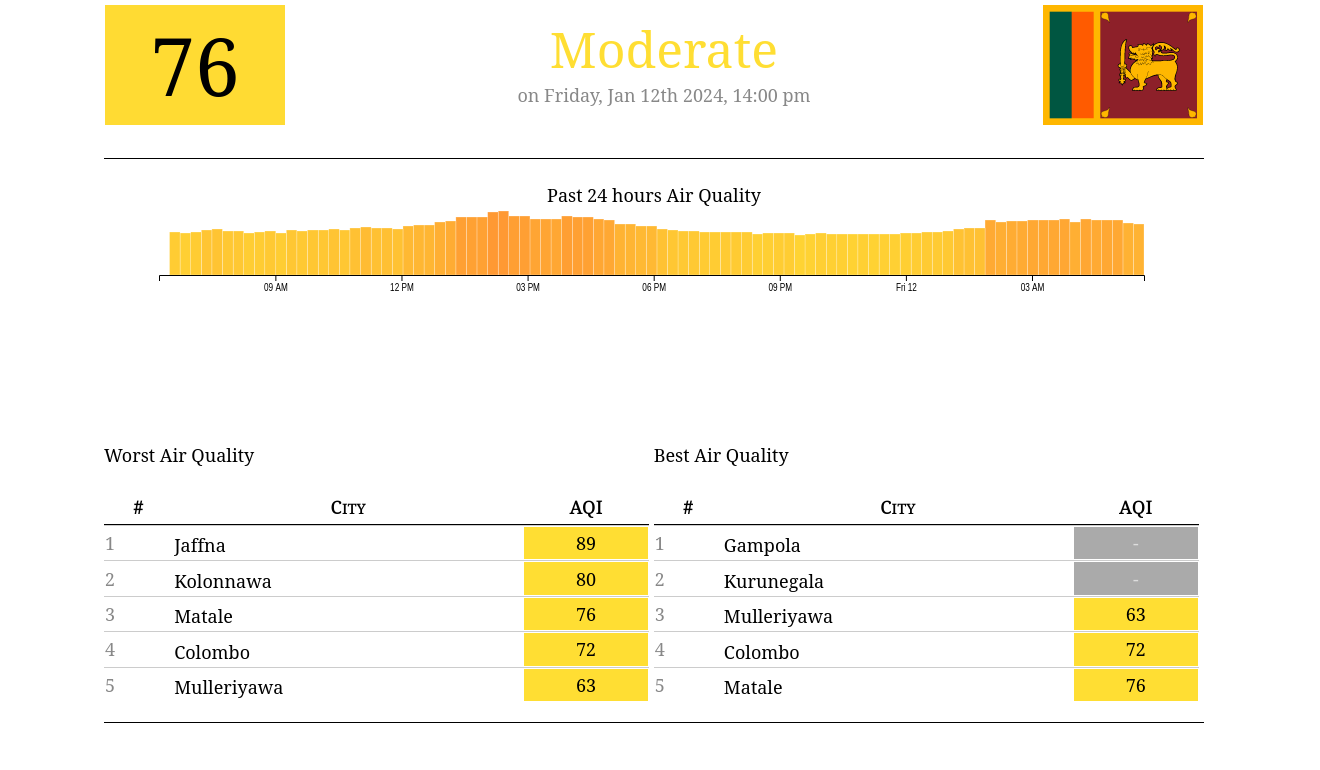 76
Moderate
on Friday, Jan 12th 2024, 14:00 pm
Past 24 hours Air Quality
09 AM 12 PM 03 PM 06 PM 09 PM Fri 12 03 AM
Worst Air Quality
# City AQI
1 Jaffna 89
2 Kolonnawa 80
3 Matale 76
4 Colombo 72
5 Mulleriyawa 63
Best Air Quality
# City AQI
1 Gampola -
2 Kurunegala -
3 Mulleriyawa 63
4 Colombo 72
5 Matale 76